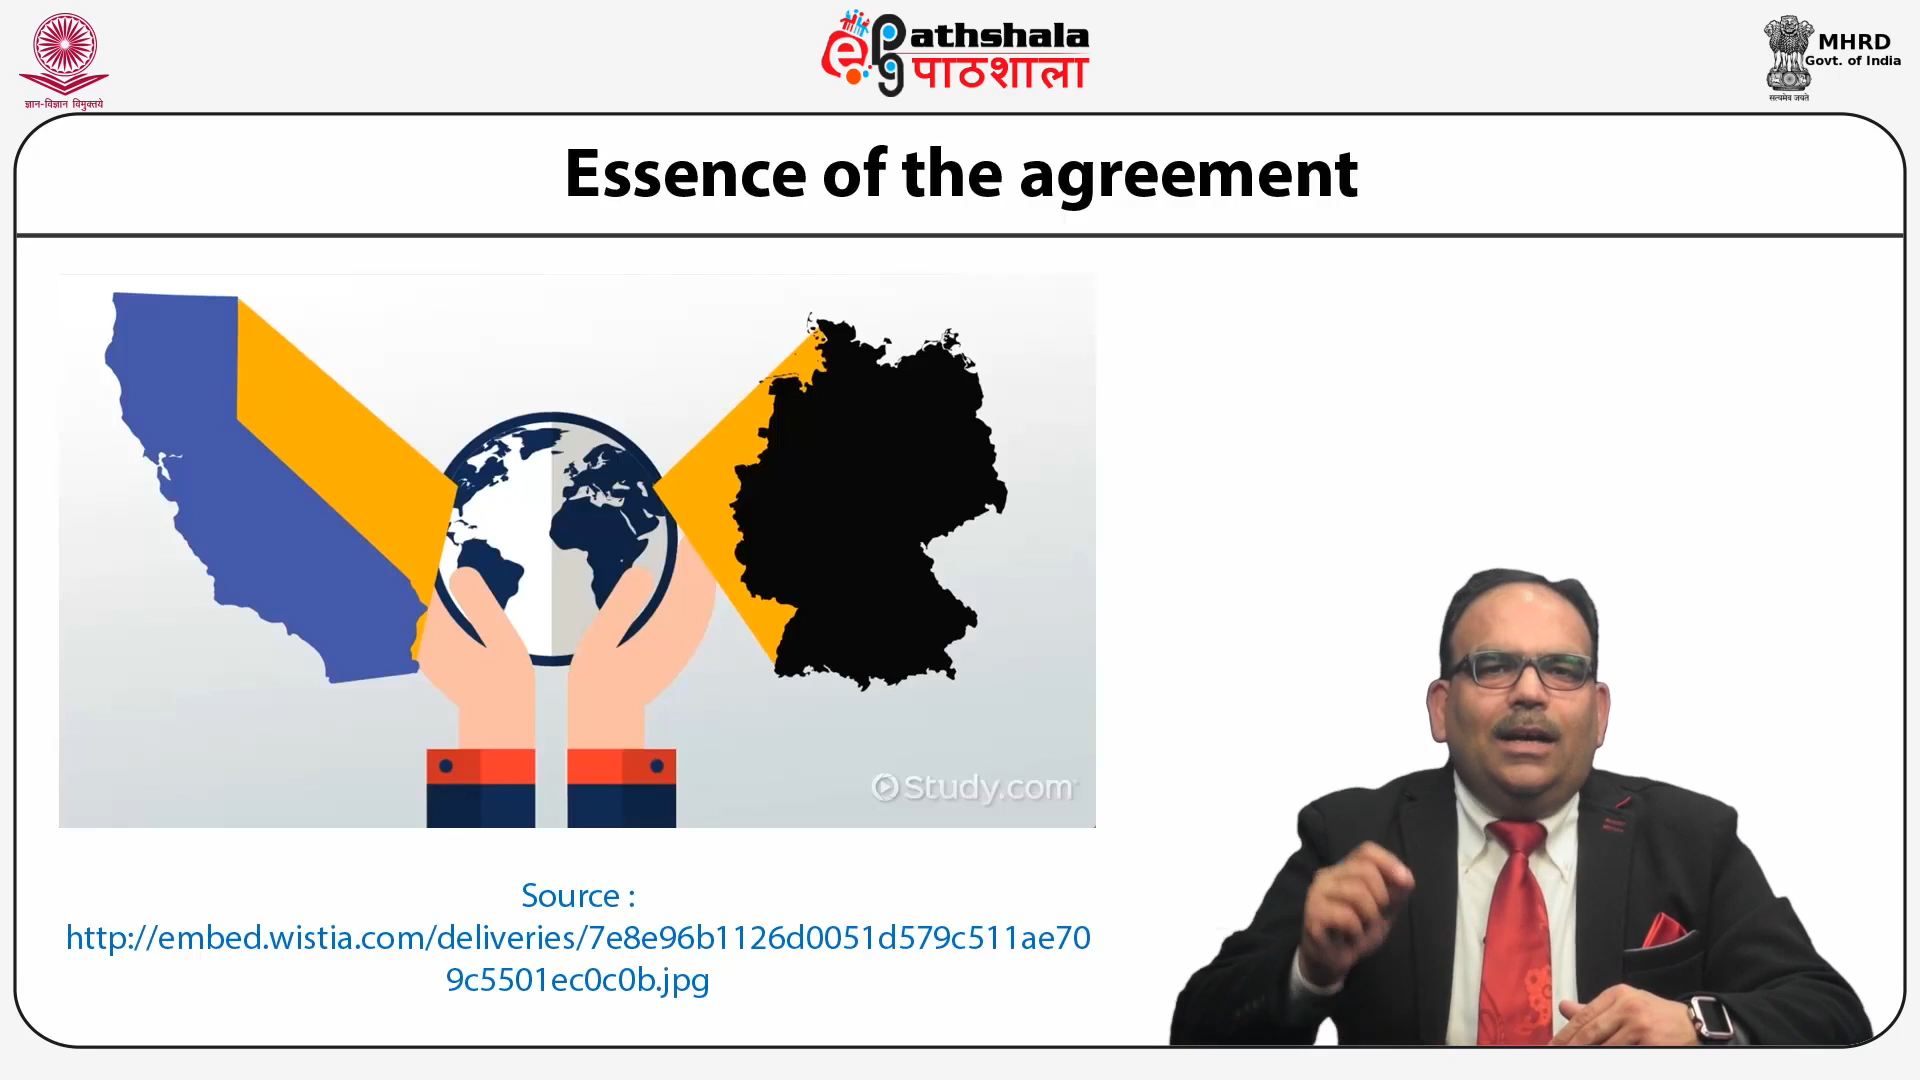 ज्ञान-विज्ञान विमुक्तये
athshala
पाठशाला
MHRD
Govt. of India
सत्यमेव जयते
Essence of the agreement
Study.com
Source :
http://embed.wistia.com/deliveries/7e8e96b1126d0051d579c511ae70
9c5501ec0c0b.jpg